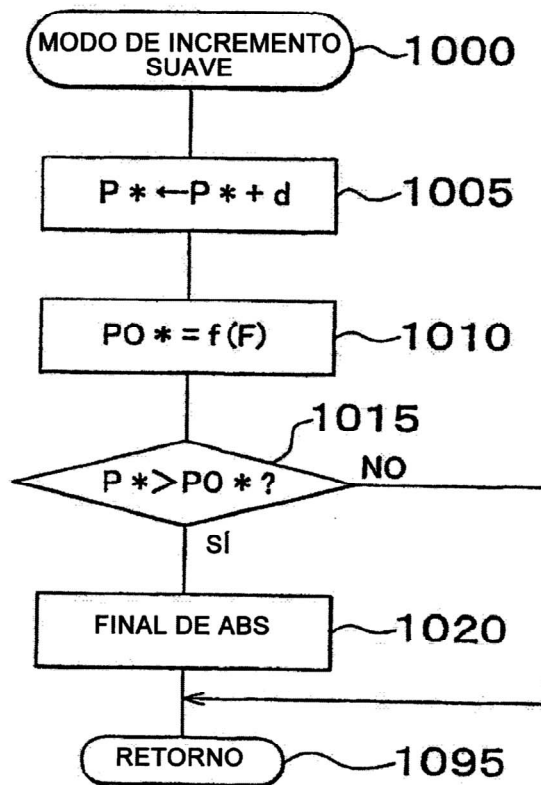 MODO DE INCREMENTO
SUAVE
1000
P * ←P * + d
1005
PO * = f (F)
1010
1015
P *>PO * ?
NO
SÍ
FINAL DE ABS
1020
RETORNO
1095